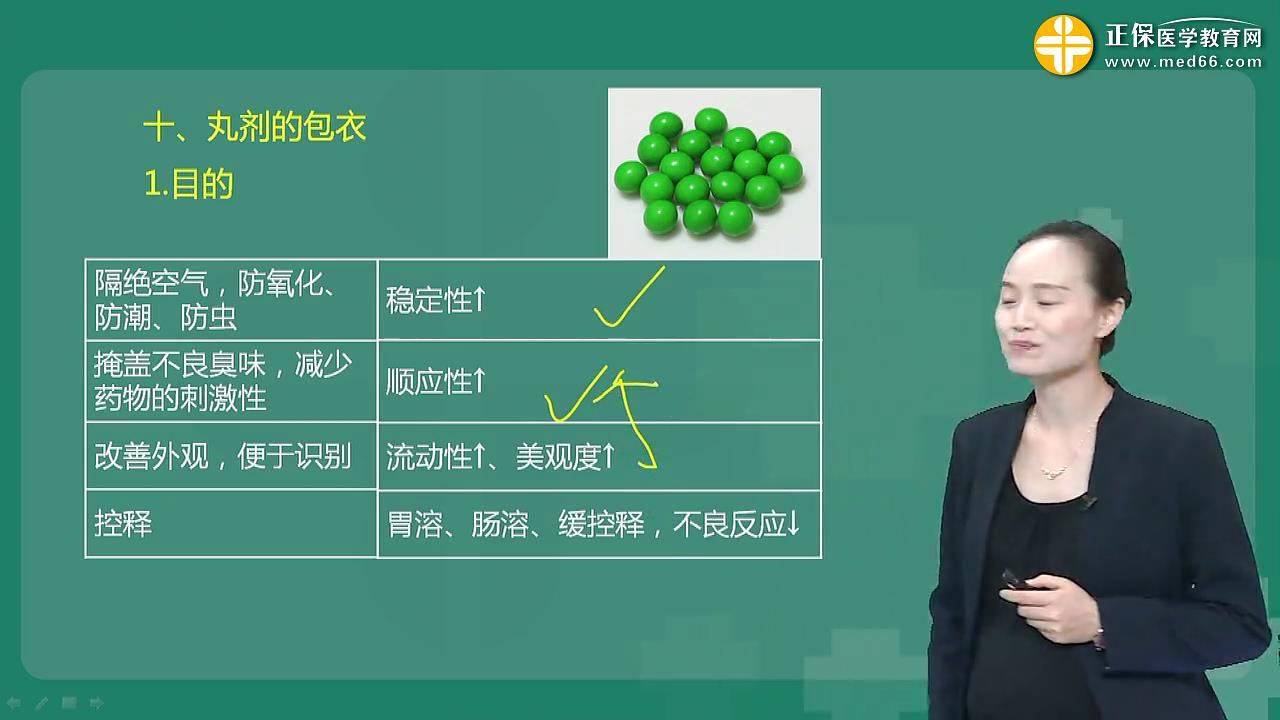 正保医学教育网
www.med66.com
十、丸剂的包衣
1.目的
隔绝空气，防氧化、
防潮、防虫
稳定性↑
掩盖不良臭味，减少
药物的刺激性
顺应性↑
改善外观，便于识别
流动性↑、美观度↑
控释
胃溶、肠溶、缓控释，不良反应↓